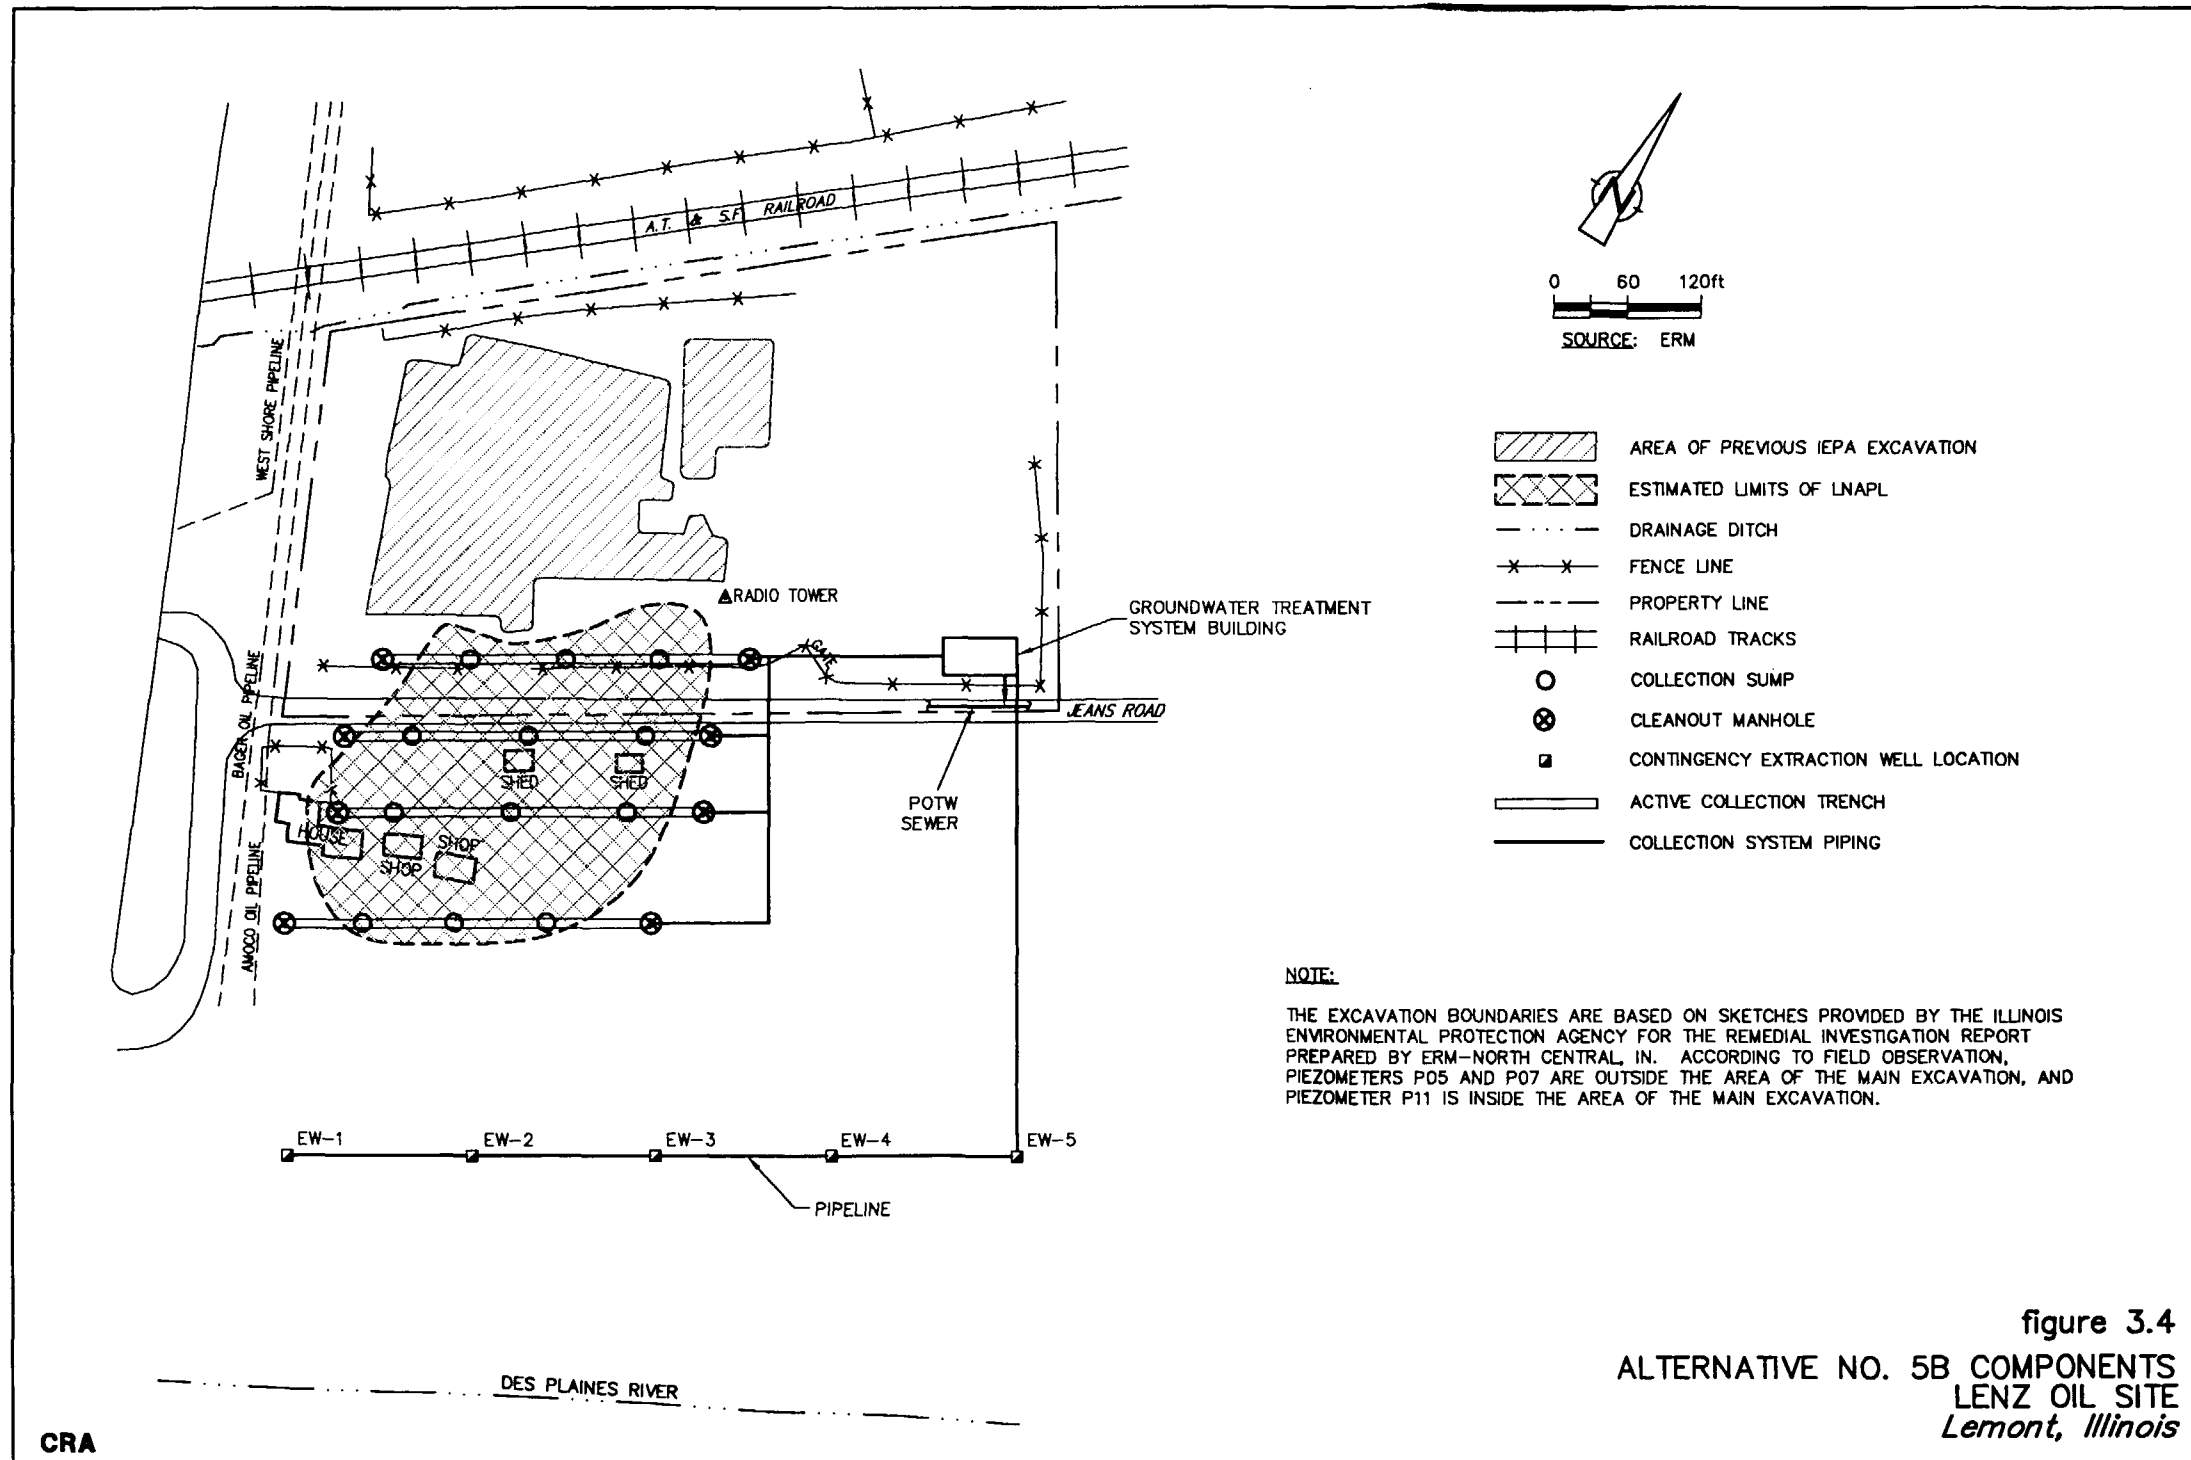 A.T. & S.F. RAILROAD
WEST SHORE PIPELINE
N
0 60 120ft
SOURCE: ERM
AREA OF PREVIOUS IEPA EXCAVATION
ESTIMATED LIMITS OF LNAPL
DRAINAGE DITCH
FENCE LINE
PROPERTY LINE
RAILROAD TRACKS
COLLECTION SUMP
CLEANOUT MANHOLE
CONTINGENCY EXTRACTION WELL LOCATION
ACTIVE COLLECTION TRENCH
COLLECTION SYSTEM PIPING
RADIO TOWER
GROUNDWATER TREATMENT
SYSTEM BUILDING
GATE
BAGER OIL PIPELINE
JEANS ROAD
SHED
SHED
POTW
SEWER
HOUSE
SHOP
SHOP
AMOCO OIL PIPELINE
NOTE:
THE EXCAVATION BOUNDARIES ARE BASED ON SKETCHES PROVIDED BY THE ILLINOIS
ENVIRONMENTAL PROTECTION AGENCY FOR THE REMEDIAL INVESTIGATION REPORT
PREPARED BY ERM-NORTH CENTRAL, IN. ACCORDING TO FIELD OBSERVATION,
PIEZOMETERS P05 AND P07 ARE OUTSIDE THE AREA OF THE MAIN EXCAVATION, AND
PIEZOMETER P11 IS INSIDE THE AREA OF THE MAIN EXCAVATION.
EW-1
EW-2
EW-3
EW-4
EW-5
PIPELINE
DES PLAINES RIVER
figure 3.4
ALTERNATIVE NO. 5B COMPONENTS
LENZ OIL SITE
Lemont, Illinois
CRA